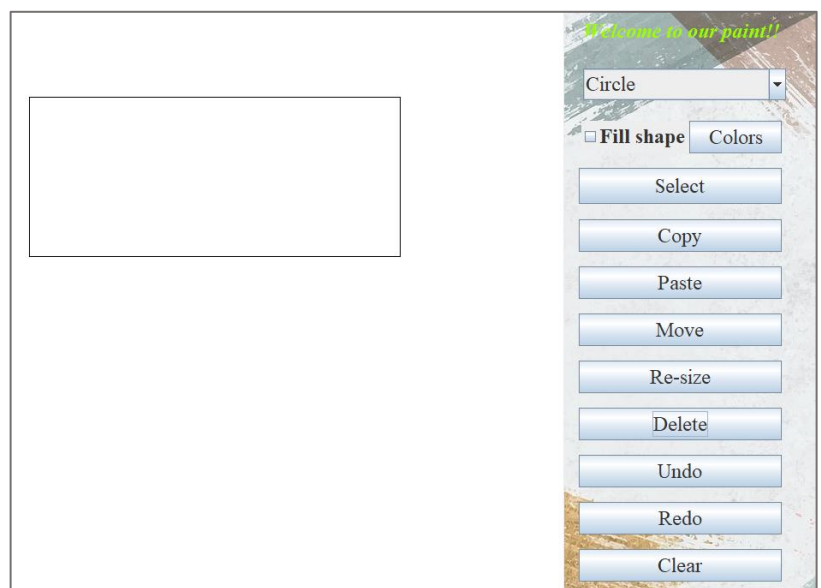 Welcome to our paint!!
Circle
Fill shape Colors
Select
Copy
Paste
Move
Re-size
Delete
Undo
Redo
Clear